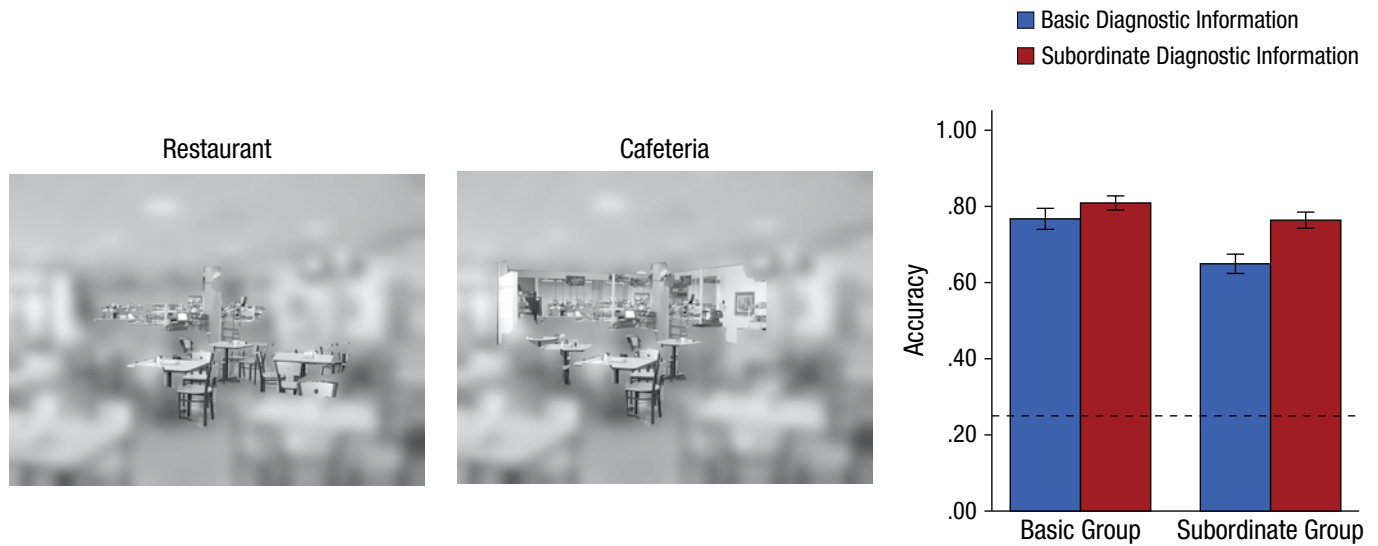 Basic Diagnostic Information
Subordinate Diagnostic Information
Restaurant
Cafeteria
1.00
.80
.60
.40
.20
.00
Accuracy
Basic Group
Subordinate Group